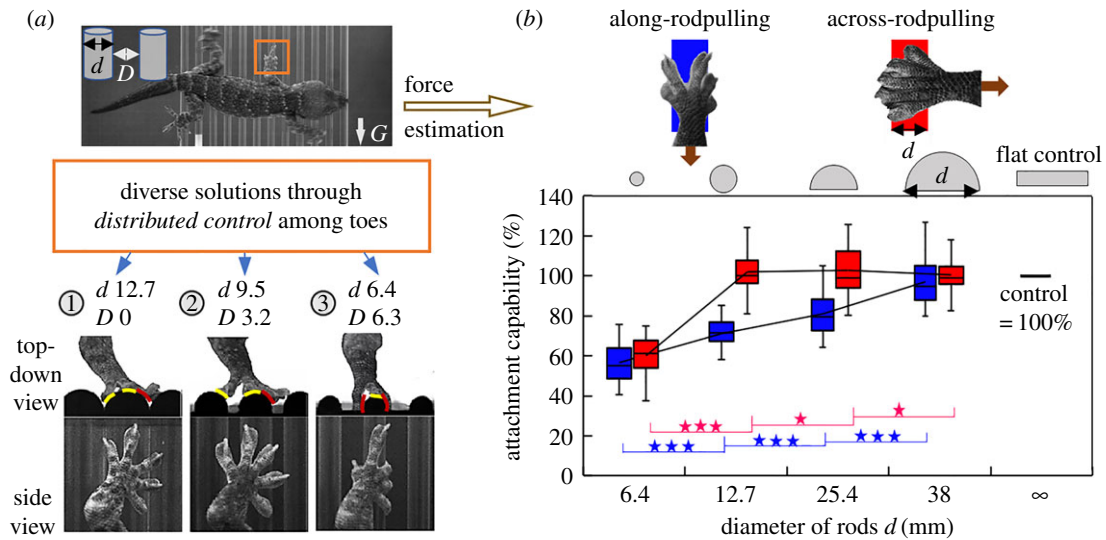 (a)
d
D
G
force
estimation
diverse solutions through
distributed control among toes
1 d 12.7
D 0
2 d 9.5
D 3.2
3 d 6.4
D 6.3
top-
down
view
side
view
(b)
along-rodpulling
across-rodpulling
d
flat control
d
attachment capability (%)
140
120
100
80
60
40
20
0
control
= 100%
★★★
★
★
★★★
★★★
★★★
6.4
12.7
25.4
38
∞
diameter of rods d (mm)